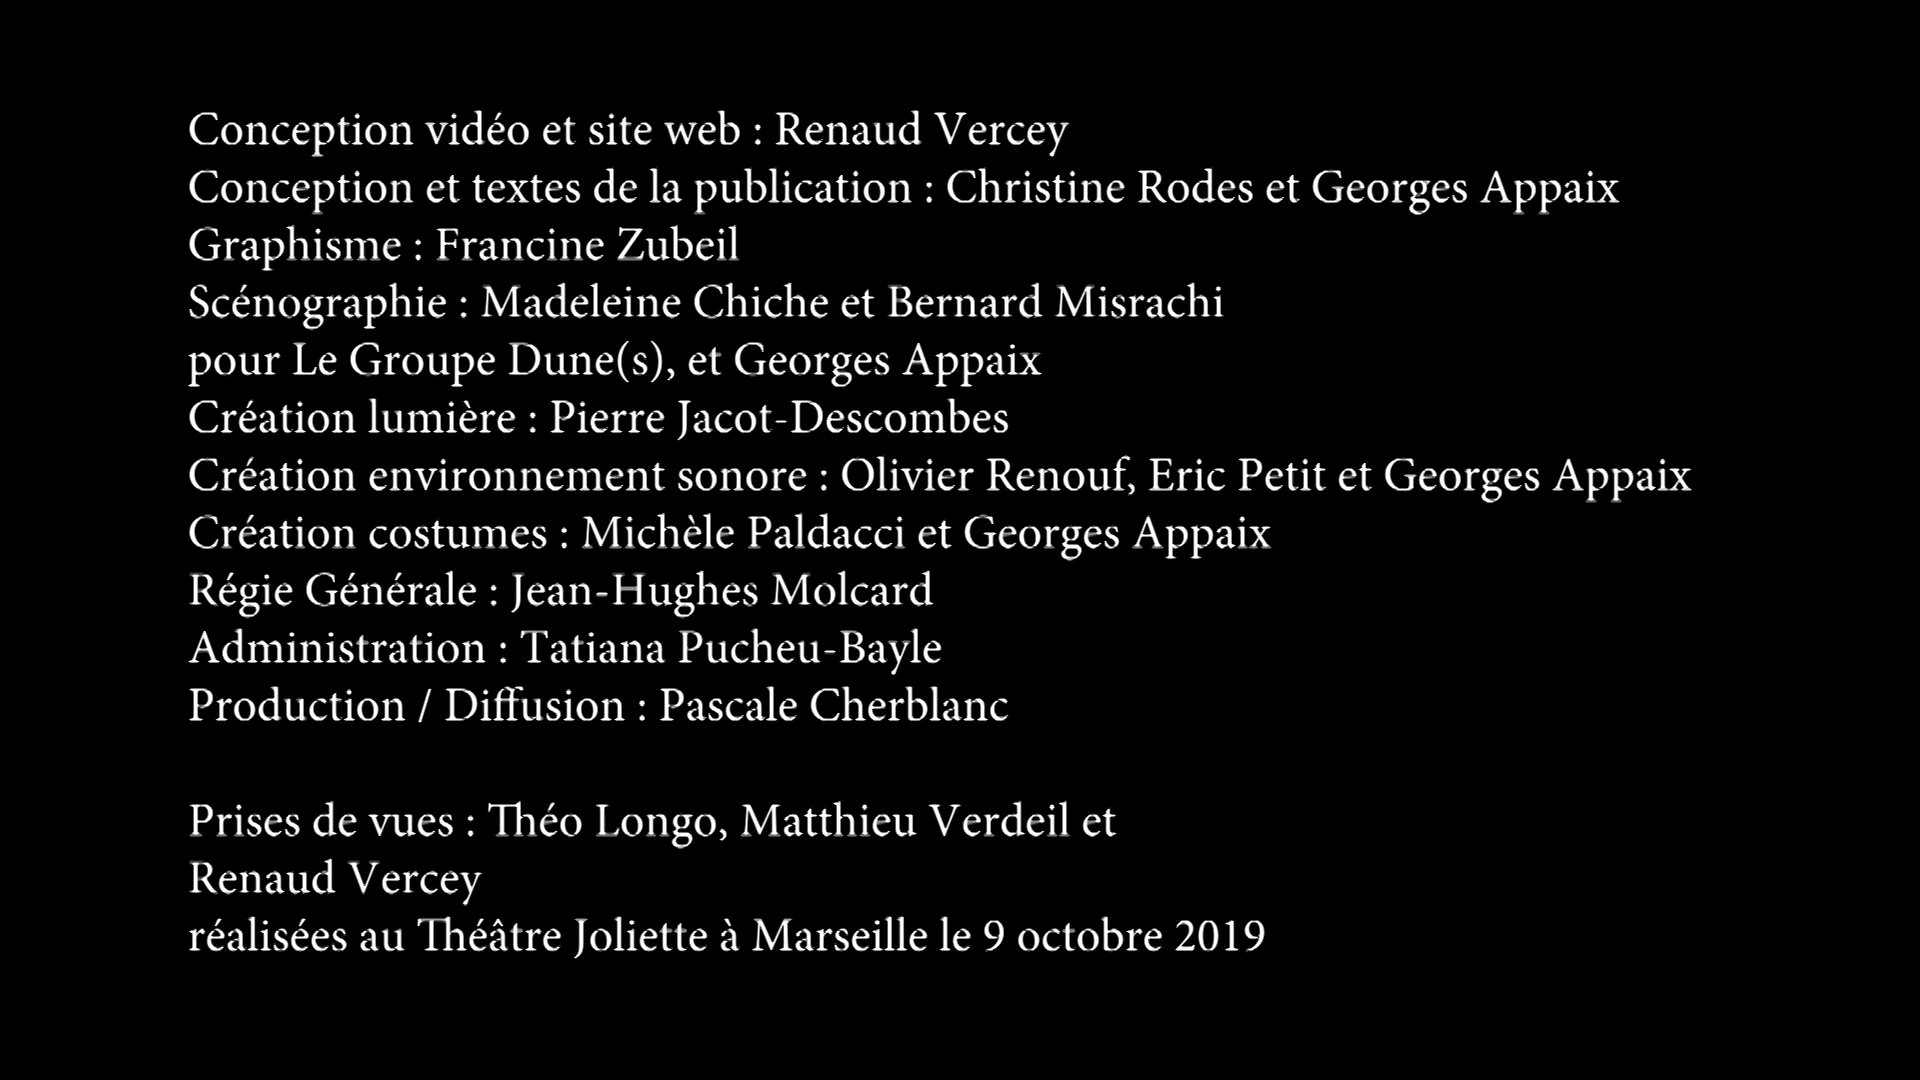 Conception vidéo et site web : Renaud Vercey
Conception et textes de la publication : Christine Rodes et Georges Appaix
Graphisme : Francine Zubeil
Scénographie : Madeleine Chiche et Bernard Misrachi
pour Le Groupe Dune(s), et Georges Appaix
Création lumière : Pierre Jacot-Descombes
Création environnement sonore : Olivier Renouf, Eric Petit et Georges Appaix
Création costumes : Michèle Paldacci et Georges Appaix
Régie Générale : Jean-Hughes Molcard
Administration : Tatiana Pucheu-Bayle
Production / Diffusion : Pascale Cherblanc
Prises de vues : Théo Longo, Matthieu Verdeil et
Renaud Vercey
réalisées au Théâtre Joliette à Marseille le 9 octobre 2019